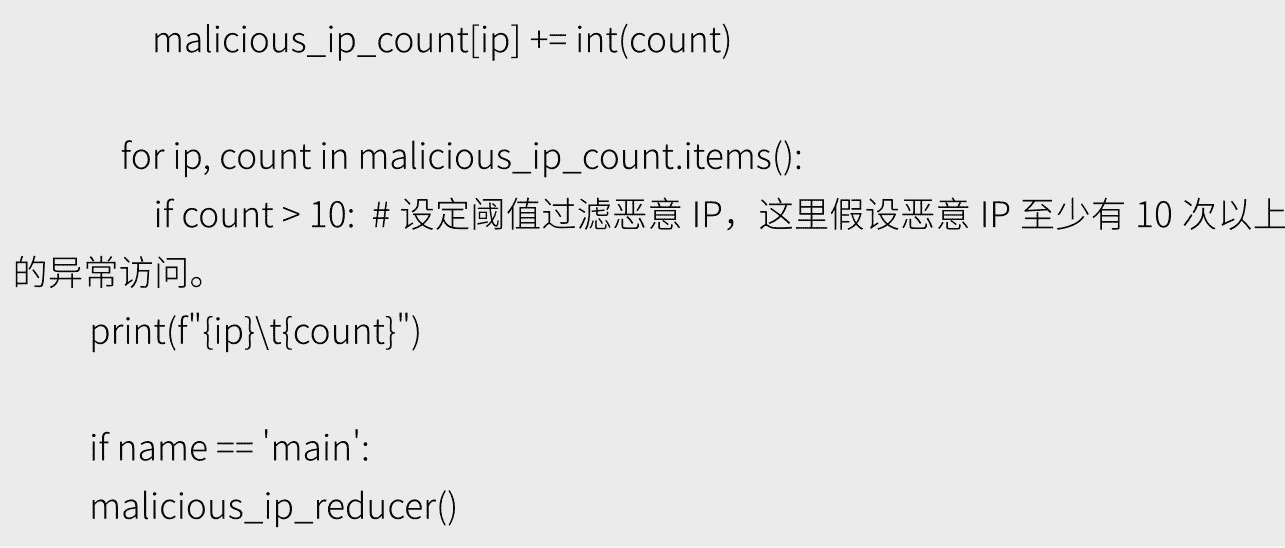 malicious_ip_count[ip] += int(count)
for ip, count in malicious_ip_count.items():
if count > 10:  # 设定阈值过滤恶意 IP，这里假设恶意 IP 至少有 10 次以上
的异常访问。
print(f"{ip}\t{count}")
if name == 'main':
malicious_ip_reducer()